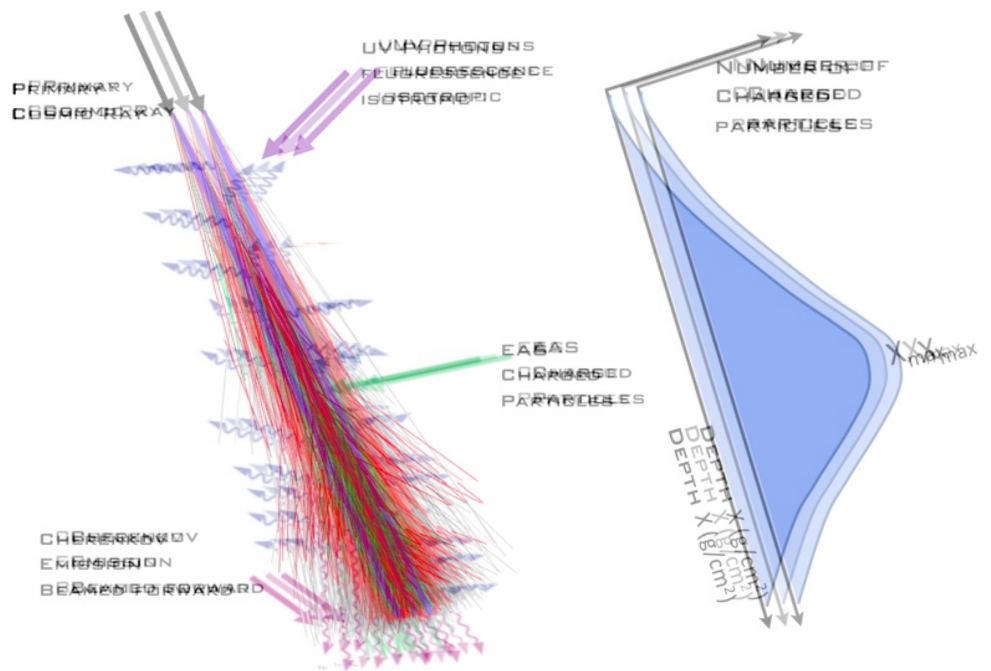 PRIMARY
COSMIC RAY
UV PHOTONS
FLUORESCENCE
ISOTROPIC
NUMBER OF
CHARGED
PARTICLES
EAS
CHARGED
PARTICLES
Xmax
DEPTH X (g/cm2)
CHERENKOV
EMISSION
BEAMED FORWARD